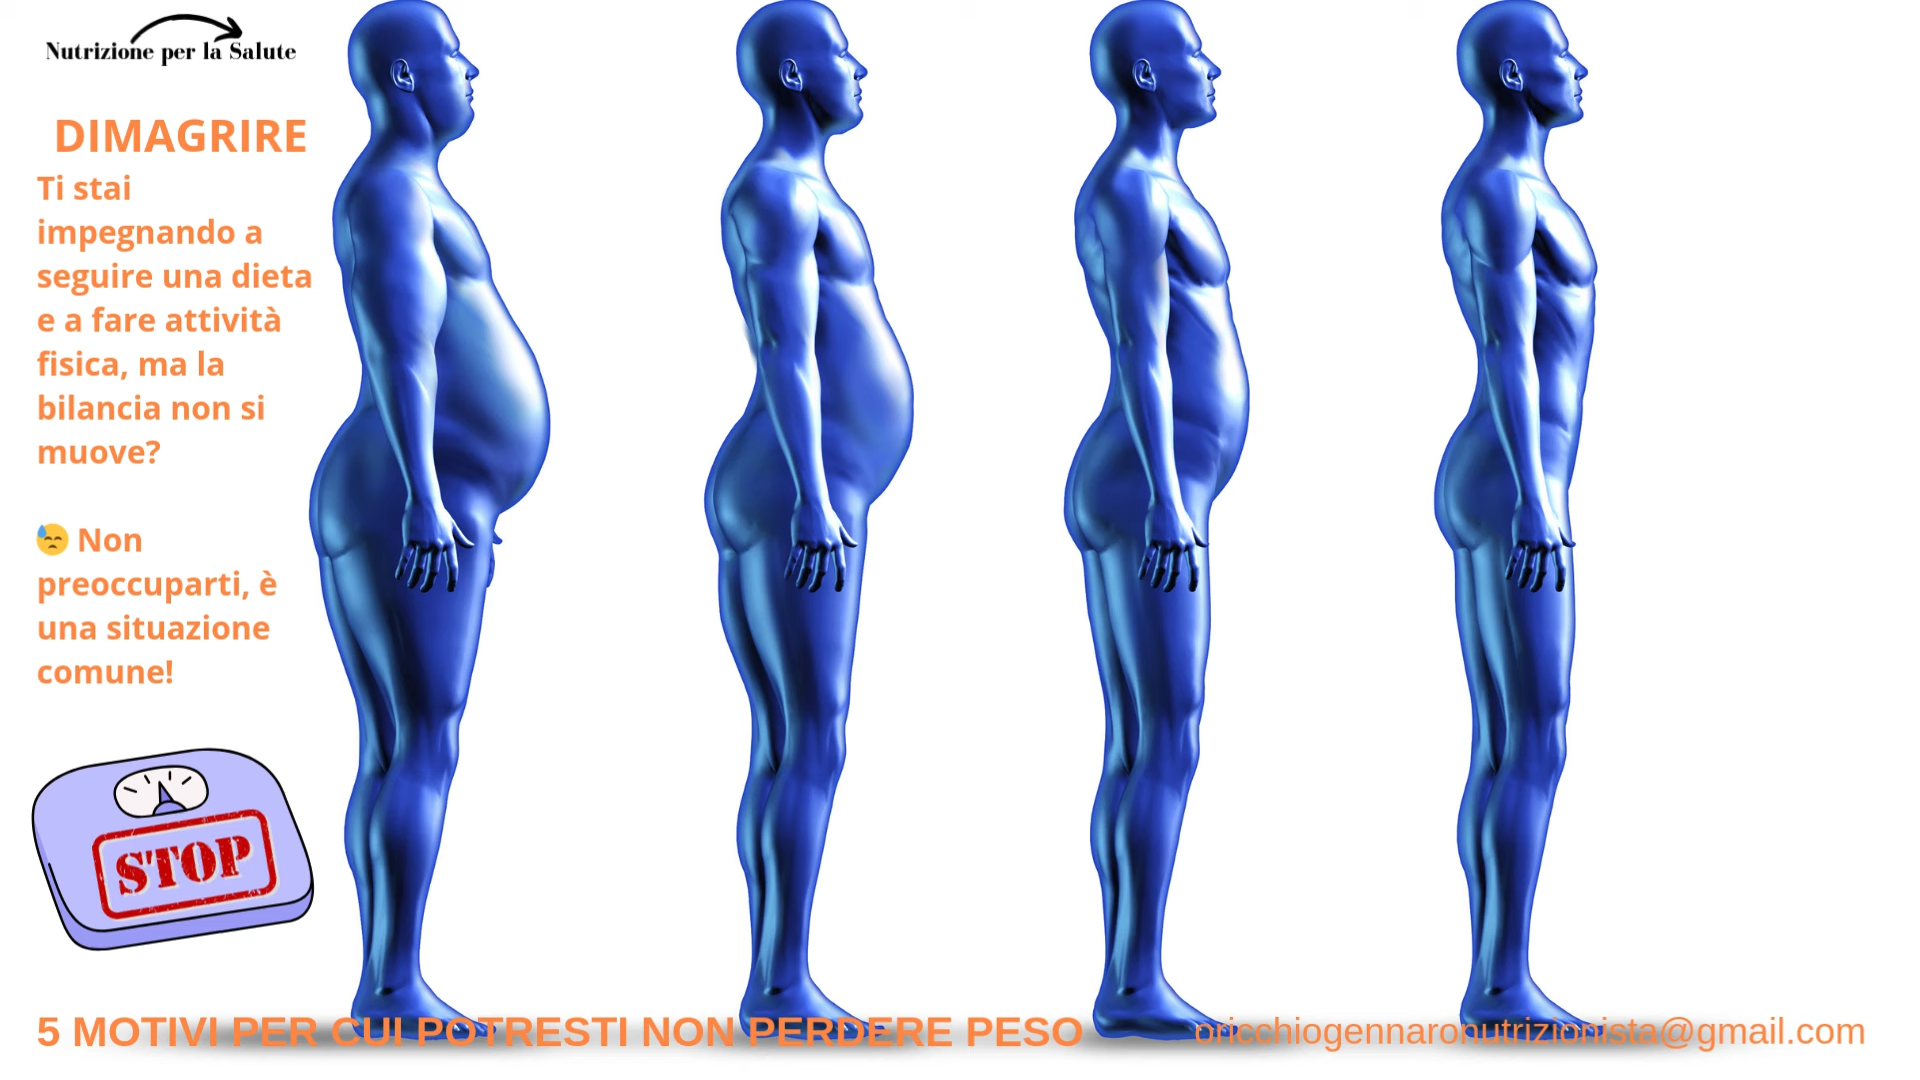 Nutrizione per la Salute
DIMAGRIRE
Ti stai
impegnando a
seguire una dieta
e a fare attività
fisica, ma la
bilancia non si
muove?
😓 Non
preoccuparti, è
una situazione
comune!
STOP
5 MOTIVI PER CUI POTRESTI NON PERDERE PESO
oricchiogennaronutrizionista@gmail.com